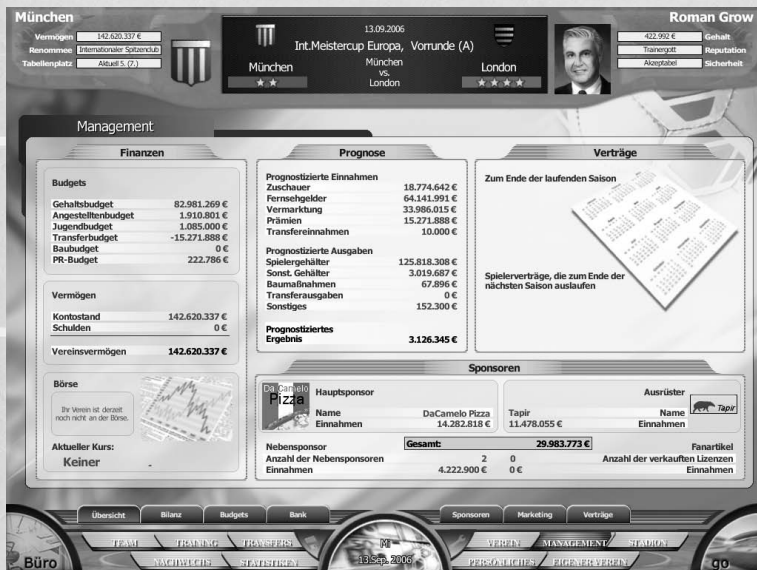 München
Vermögen 142.620.337 €
Renommee Internationaler Spitzenclub
Tabellenplatz Aktuell 5. (7.)
13.09.2006
Int.Meistercup Europa, Vorrunde (A)
München
München
vs.
London
London
Roman Grow
422.992 € Gehalt
Trainergott Reputation
Akzeptabel Sicherheit
Management
Finanzen
Budgets
Gehaltsbudget 82.981.269 €
Angestelltenbudget 1.910.801 €
Jugendbudget 1.085.000 €
Transferbudget -15.271.888 €
Baubudget 0 €
PR-Budget 222.786 €
Vermögen
Kontostand 142.620.337 €
Schulden 0 €
Vereinsvermögen 142.620.337 €
Börse
Ihr Verein ist derzeit
noch nicht an der Börse.
Aktueller Kurs:
Keiner -
Prognose
Prognostizierte Einnahmen
Zuschauer 18.774.642 €
Fernsehgelder 64.141.991 €
Vermarktung 33.986.015 €
Prämien 15.271.888 €
Transfereinnahmen 10.000 €
Prognostizierte Ausgaben
Spielergehälter 125.818.308 €
Sonst. Gehälter 3.019.687 €
Baumaßnahmen 67.896 €
Transferausgaben 0 €
Sonstiges 152.300 €
Prognostiziertes
Ergebnis 3.126.345 €
Verträge
Zum Ende der laufenden Saison
Spielerverträge, die zum Ende der
nächsten Saison auslaufen
Sponsoren
Da Camelo
Pizza
Hauptsponsor
Name DaCamelo Pizza
Einnahmen 14.282.818 €
Ausrüster
Tapir Name
11.478.055 € Einnahmen
Tapir
Gesamt: 29.983.773 €
Nebensponsor
Anzahl der Nebensponsoren 2
Einnahmen 4.222.900 €
Fanartikel
0 Anzahl der verkauften Lizenzen
0 € Einnahmen
Übersicht Bilanz Budgets Bank Sponsoren Marketing Verträge
TEAM TRAINING TRANSFERS VEREIN MANAGEMENT STADION
NACHWUCHS STATISTIKEN PERSÖNLICHES EIGENER VEREIN
Mi
13.Sep. 2006
Büro
go